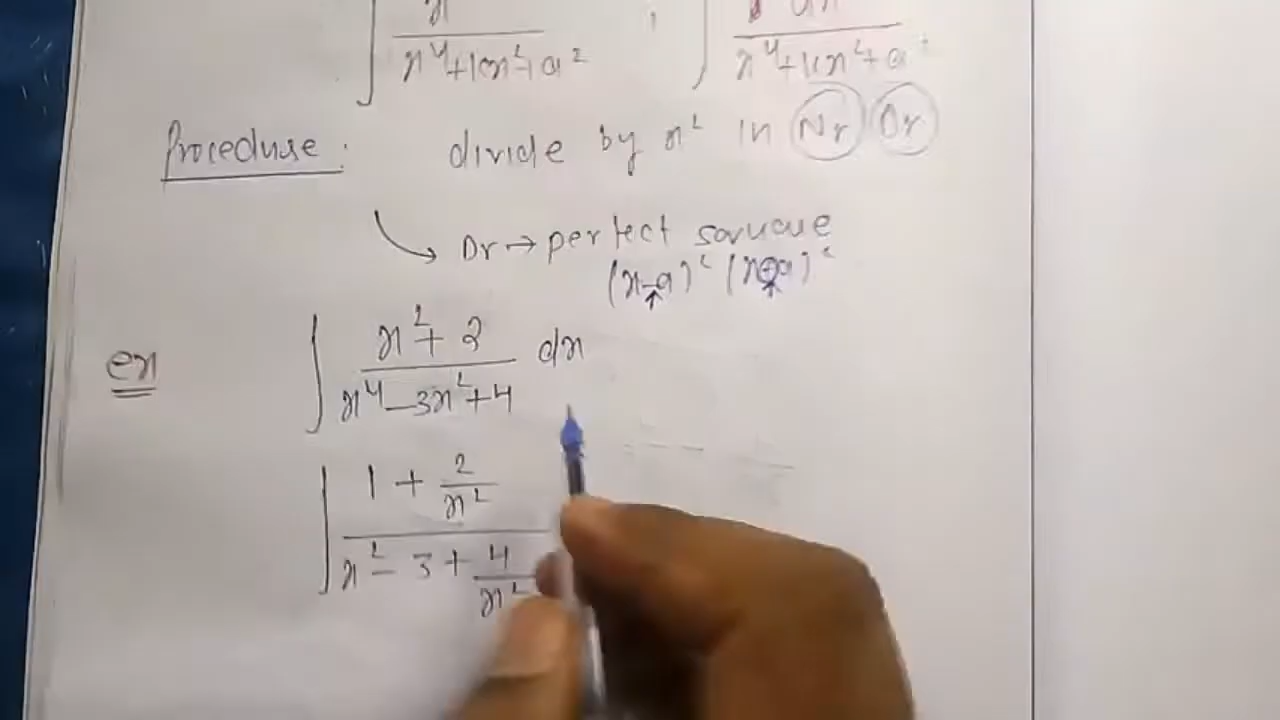 x⁴+kx²+a² x⁴+kx²+a²
Procedure: divide by x² in Nr Dr
Dr → perfect square
(x-a)² (x+a)²
ex ∫ x²+2 / x⁴-3x²+4 dx
∫ 1 + 2/x² / x² - 3 + 4/x²